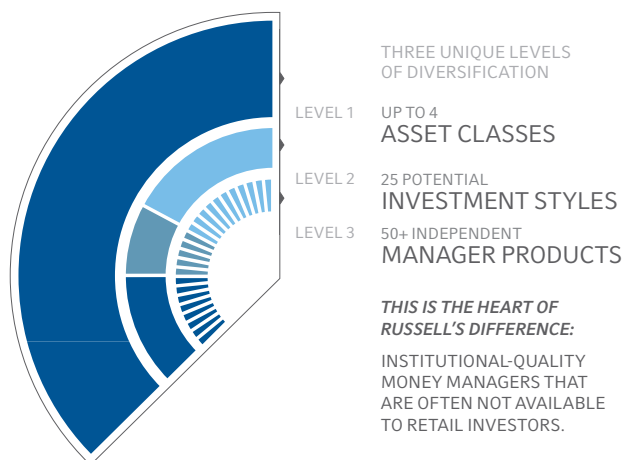 THREE UNIQUE LEVELS
OF DIVERSIFICATION
LEVEL 1
UP TO 4
ASSET CLASSES
LEVEL 2
25 POTENTIAL
INVESTMENT STYLES
LEVEL 3
50+ INDEPENDENT
MANAGER PRODUCTS
THIS IS THE HEART OF
RUSSELL'S DIFFERENCE:
INSTITUTIONAL-QUALITY
MONEY MANAGERS THAT
ARE OFTEN NOT AVAILABLE
TO RETAIL INVESTORS.